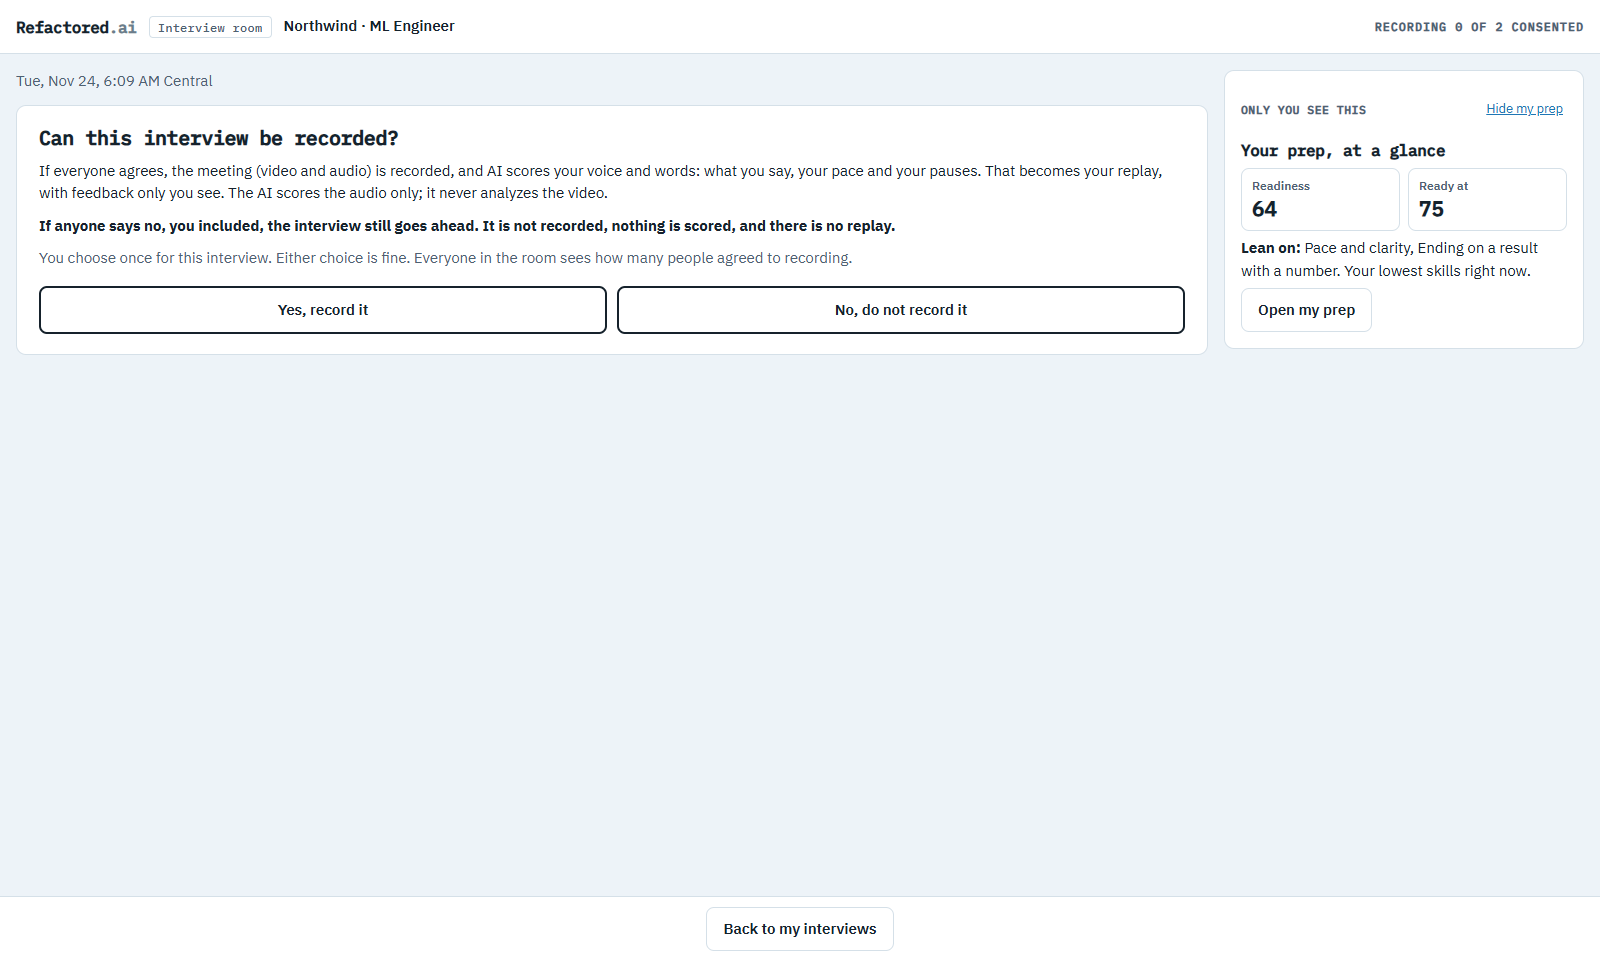 Refactored.ai
Interview room
Northwind · ML Engineer
RECORDING 0 OF 2 CONSENTED
Tue, Nov 24, 6:09 AM Central
Can this interview be recorded?
If everyone agrees, the meeting (video and audio) is recorded, and AI scores your voice and words: what you say, your pace and your pauses. That becomes your replay,
with feedback only you see. The AI scores the audio only; it never analyzes the video.
If anyone says no, you included, the interview still goes ahead. It is not recorded, nothing is scored, and there is no replay.
You choose once for this interview. Either choice is fine. Everyone in the room sees how many people agreed to recording.
Yes, record it
No, do not record it
ONLY YOU SEE THIS
Hide my prep
Your prep, at a glance
Readiness
64
Ready at
75
Lean on: Pace and clarity, Ending on a result
with a number. Your lowest skills right now.
Open my prep
Back to my interviews